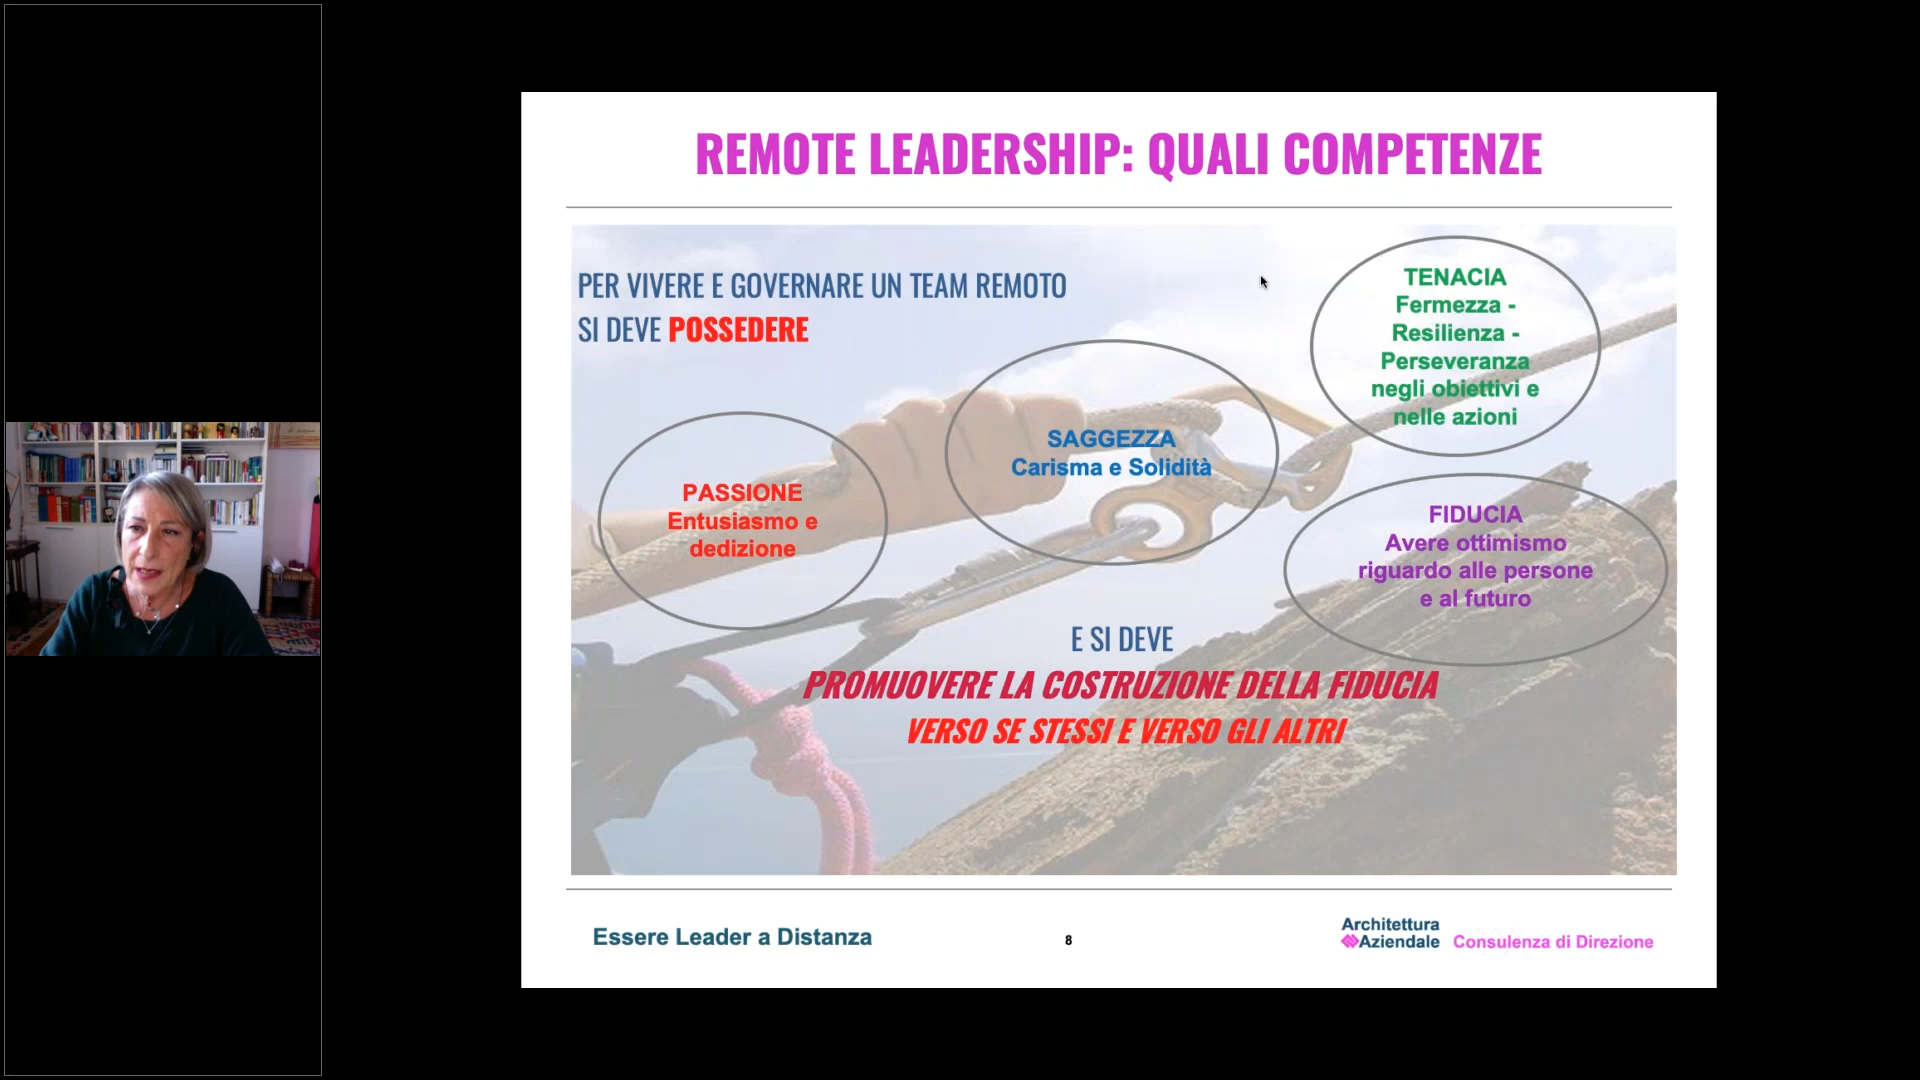 REMOTE LEADERSHIP: QUALI COMPETENZE
PER VIVERE E GOVERNARE UN TEAM REMOTO
SI DEVE POSSEDERE
TENACIA
Fermezza -
Resilienza -
Perseveranza
negli obiettivi e
nelle azioni
SAGGEZZA
Carisma e Solidità
PASSIONE
Entusiasmo e
dedizione
FIDUCIA
Avere ottimismo
riguardo alle persone
e al futuro
E SI DEVE
PROMUOVERE LA COSTRUZIONE DELLA FIDUCIA
VERSO SE STESSI E VERSO GLI ALTRI
Essere Leader a Distanza
8
Architettura
Aziendale
Consulenza di Direzione